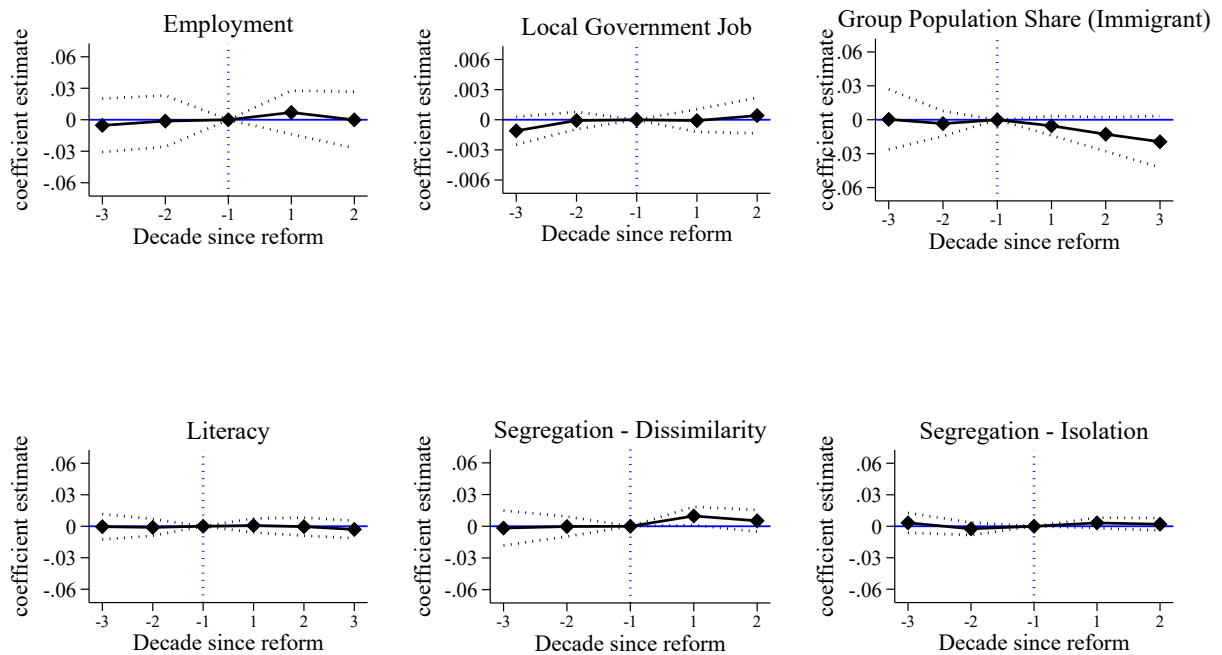 Employment
coefficient estimate
.06
.03
0
-.03
-.06
-3 -2 -1 1 2
Decade since reform
Local Government Job
coefficient estimate
.006
.003
0
-.003
-.006
-3 -2 -1 1 2
Decade since reform
Group Population Share (Immigrant)
coefficient estimate
.06
.03
0
-.03
-.06
-3 -2 -1 1 2 3
Decade since reform
Literacy
coefficient estimate
.06
.03
0
-.03
-.06
-3 -2 -1 1 2 3
Decade since reform
Segregation - Dissimilarity
coefficient estimate
.06
.03
0
-.03
-.06
-3 -2 -1 1 2
Decade since reform
Segregation - Isolation
coefficient estimate
.06
.03
0
-.03
-.06
-3 -2 -1 1 2
Decade since reform